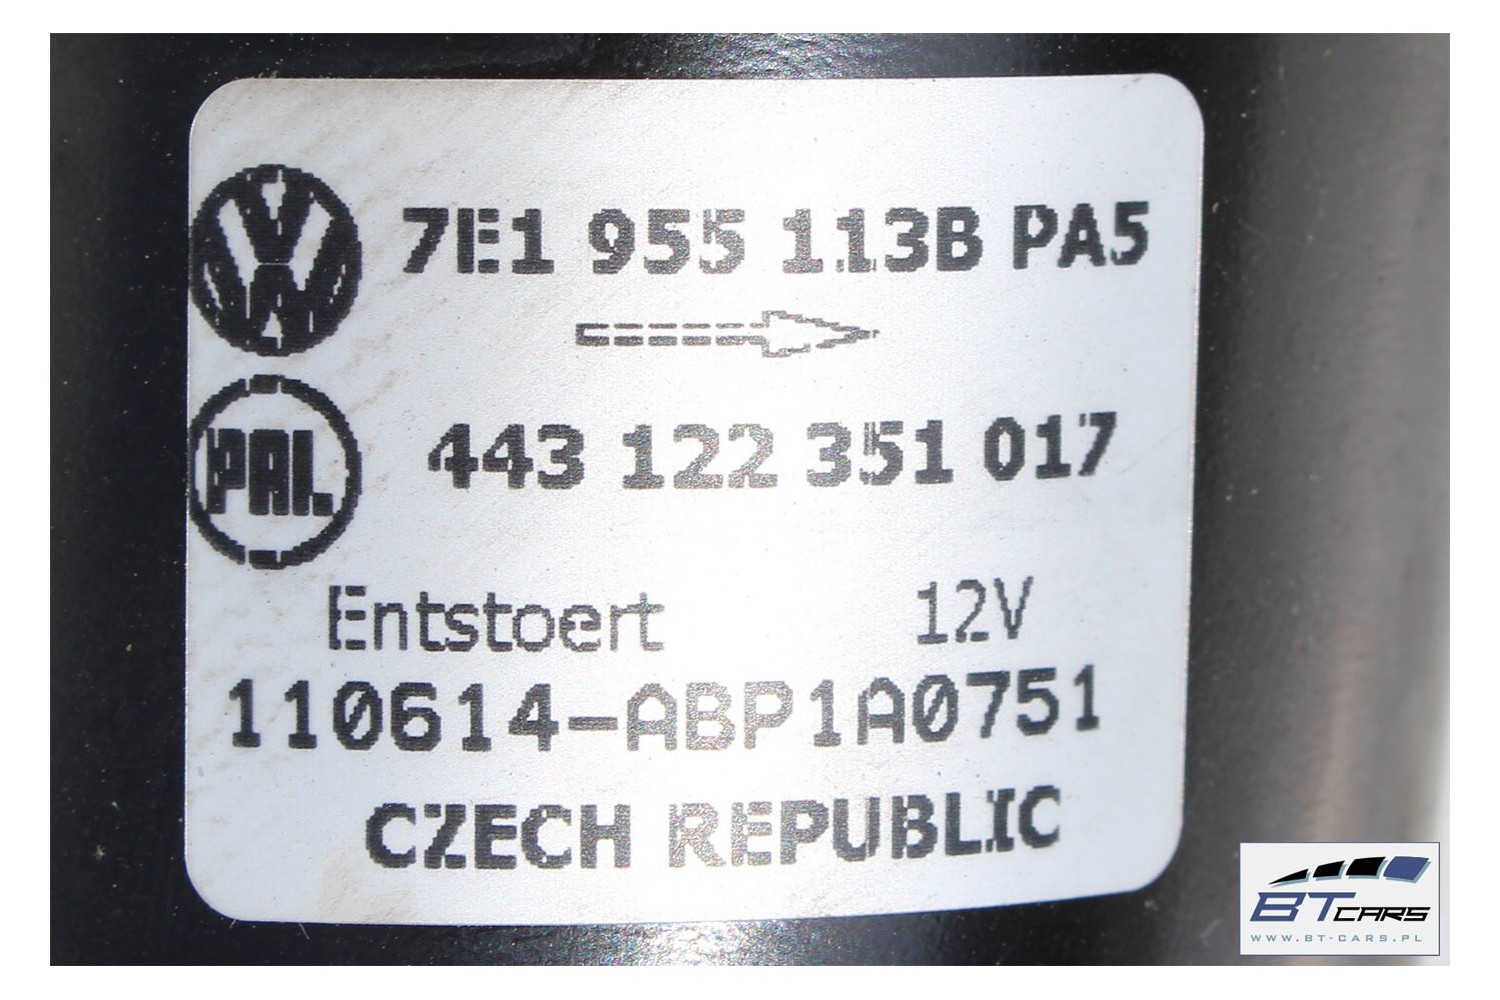 7E1 955 113B PA5
PAL
443 122 351 017
Entstoert 12V
110614-ABP1A0751
CZECH REPUBLIC
BT CARS
WWW.BT-CARS.PL